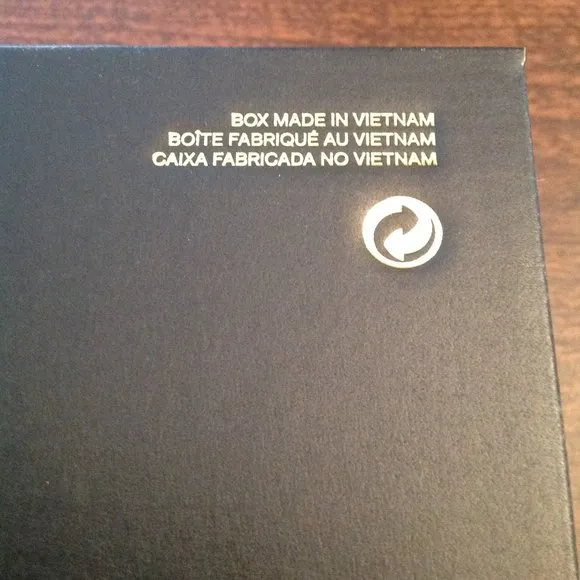 BOX MADE IN VIETNAM
BOÎTE FABRIQUÉ AU VIETNAM
CAIXA FABRICADA NO VIETNAM